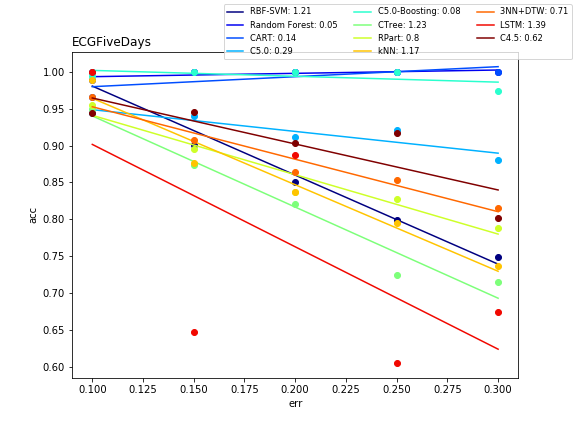 RBF-SVM: 1.21
Random Forest: 0.05
CART: 0.14
C5.0: 0.29
C5.0-Boosting: 0.08
CTree: 1.23
RPart: 0.8
kNN: 1.17
3NN+DTW: 0.71
LSTM: 1.39
C4.5: 0.62
ECGFiveDays
1.00
0.95
0.90
0.85
0.80
0.75
0.70
0.65
0.60
acc
0.100 0.125 0.150 0.175 0.200 0.225 0.250 0.275 0.300
err